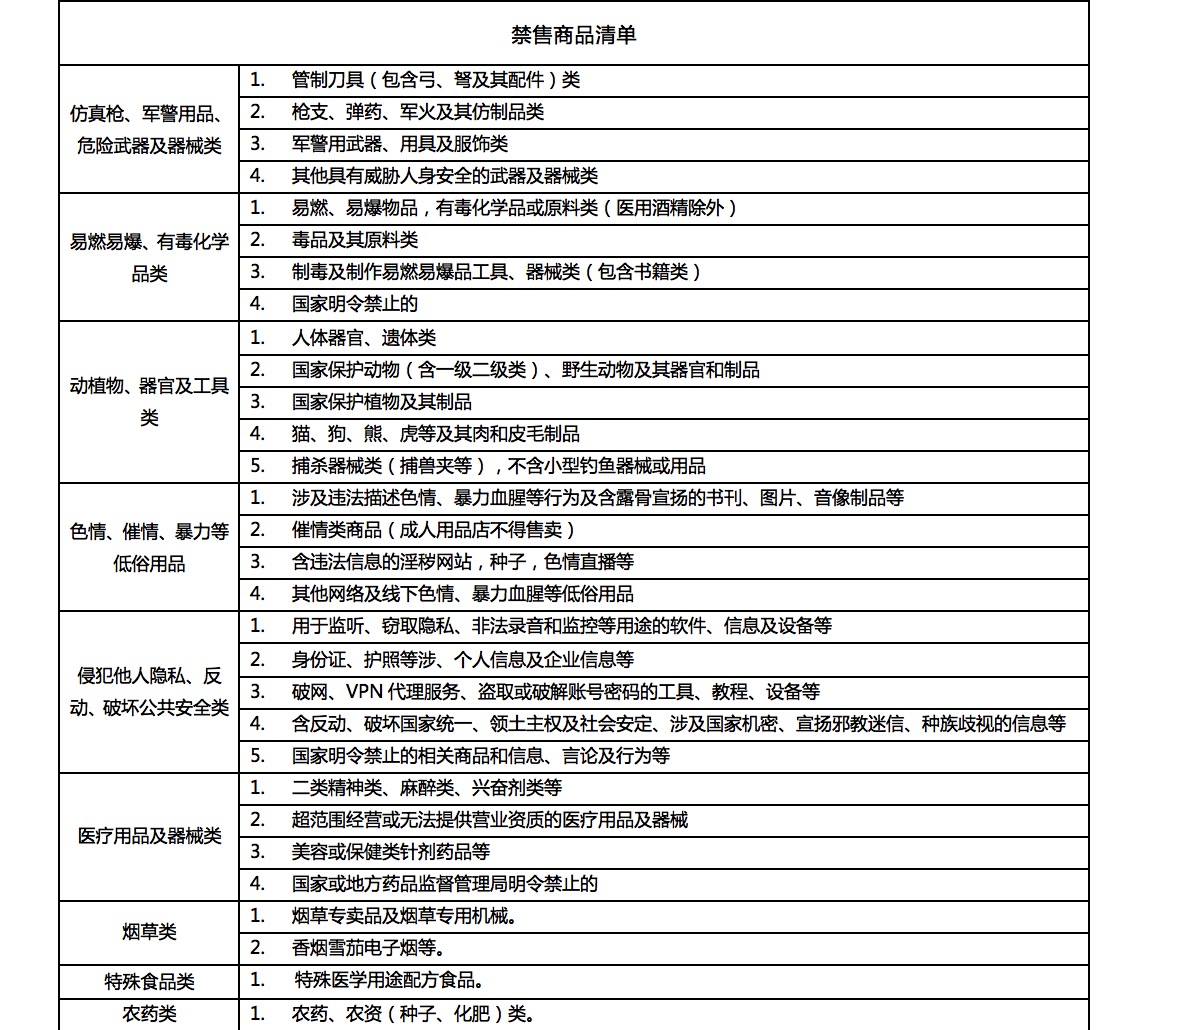 禁售商品清单
仿真枪、军警用品、
危险武器及器械类
1. 管制刀具（包含弓、弩及其配件）类
2. 枪支、弹药、军火及其仿制品类
3. 军警用武器、用具及服饰类
4. 其他具有威胁人身安全的武器及器械类
易燃易爆、有毒化学
品类
1. 易燃、易爆物品，有毒化学品或原料类（医用酒精除外）
2. 毒品及其原料类
3. 制毒及制作易燃易爆品工具、器械类（包含书籍类）
4. 国家明令禁止的
动植物、器官及工具
类
1. 人体器官、遗体类
2. 国家保护动物（含一级二级类）、野生动物及其器官和制品
3. 国家保护植物及其制品
4. 猫、狗、熊、虎等及其肉和皮毛制品
5. 捕杀器械类（捕兽夹等），不含小型钓鱼器械或用品
色情、催情、暴力等
低俗用品
1. 涉及违法描述色情、暴力血腥等行为及含露骨宣扬的书刊、图片、音像制品等
2. 催情类商品（成人用品店不得售卖）
3. 含违法信息的淫秽网站，种子，色情直播等
4. 其他网络及线下色情、暴力血腥等低俗用品
侵犯他人隐私、反
动、破坏公共安全类
1. 用于监听、窃取隐私、非法录音和监控等用途的软件、信息及设备等
2. 身份证、护照等涉、个人信息及企业信息等
3. 破网、VPN 代理服务、盗取或破解账号密码的工具、教程、设备等
4. 含反动、破坏国家统一、领土主权及社会安定、涉及国家机密、宣扬邪教迷信、种族歧视的信息等
5. 国家明令禁止的相关商品和信息、言论及行为等
医疗用品及器械类
1. 二类精神类、麻醉类、兴奋剂类等
2. 超范围经营或无法提供营业资质的医疗用品及器械
3. 美容或保健类针剂药品等
4. 国家或地方药品监督管理局明令禁止的
烟草类
1. 烟草专卖品及烟草专用机械。
2. 香烟雪茄电子烟等。
特殊食品类
1. 特殊医学用途配方食品。
农药类
1. 农药、农资（种子、化肥）类。